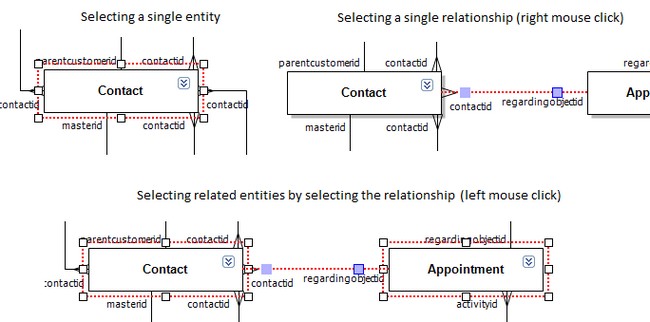 Selecting a single entity
Selecting a single relationship (right mouse click)
parentcustomerid contactid
Contact
contactid
contactid
masterid contactid
parentcustomerid contactid
Contact
contactid
regardingobjectid
regar
App
masterid contactid
Selecting related entities by selecting the relationship (left mouse click)
parentcustomerid contactid
Contact
:ontactid
contactid
regardingobjectid
masterid contactid
regardingobjectid
Appointment
activityid